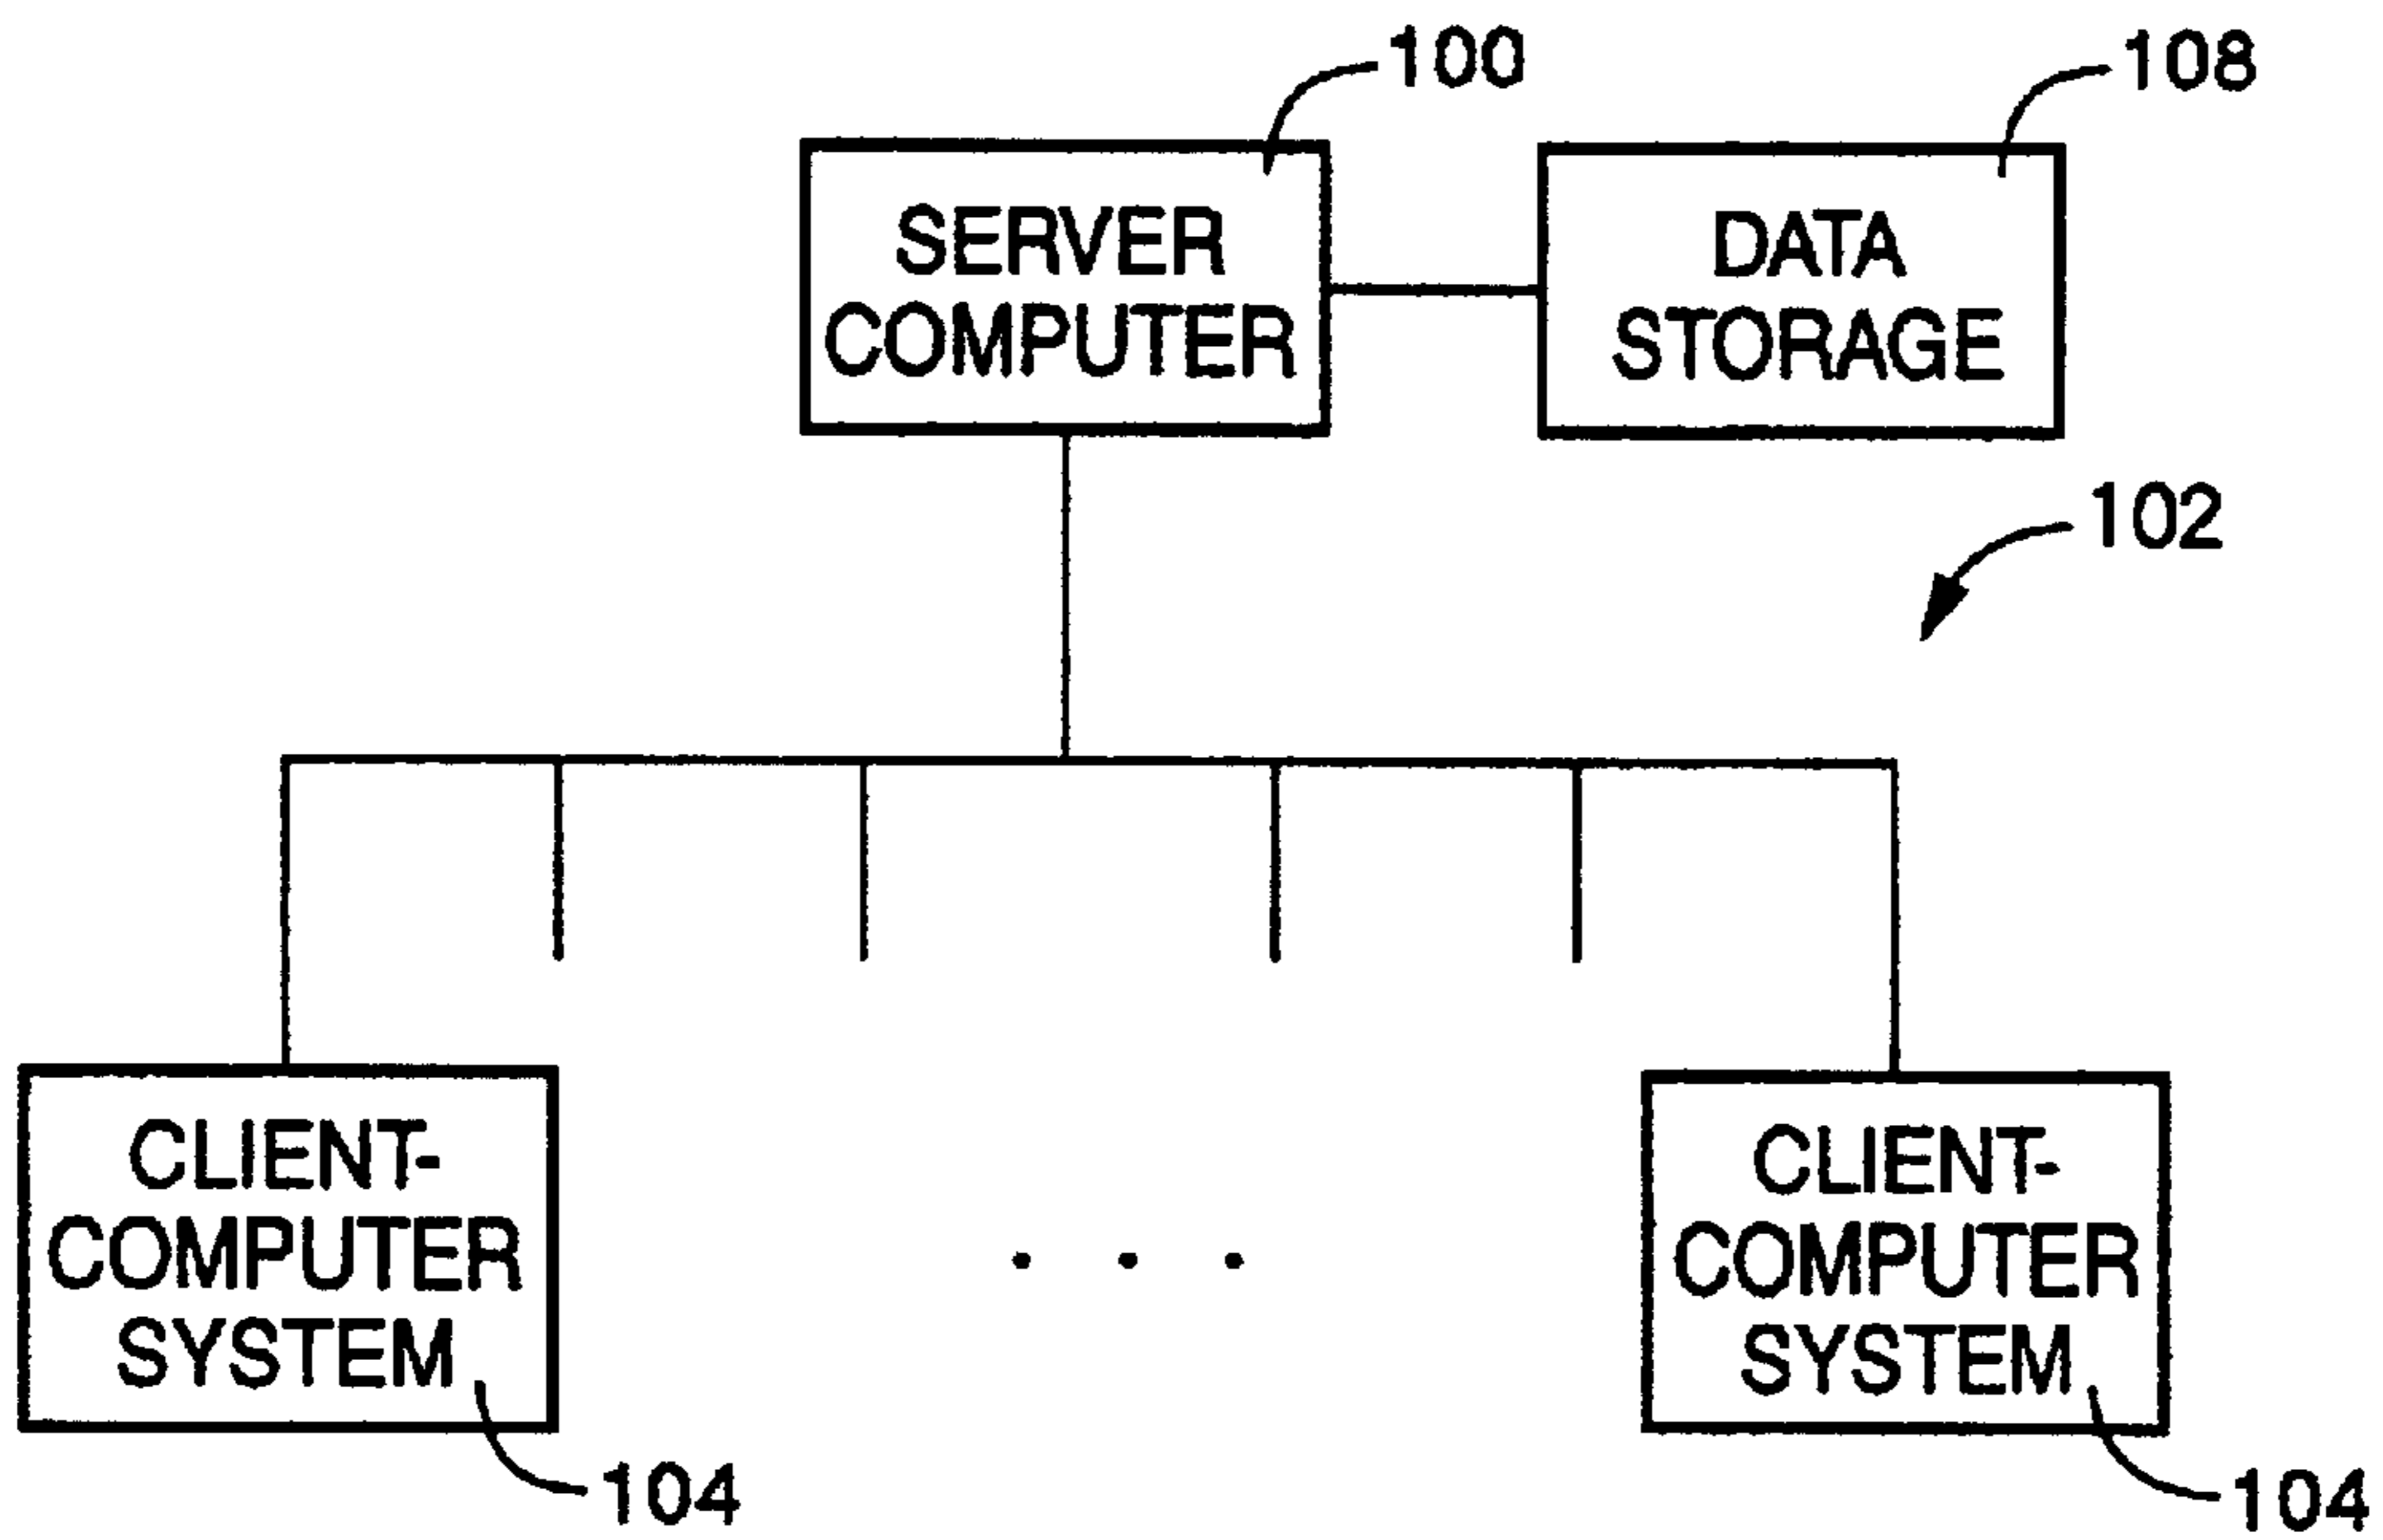 100
108
SERVER
COMPUTER
DATA
STORAGE
102
CLIENT-
COMPUTER
SYSTEM
CLIENT-
COMPUTER
SYSTEM
104
104